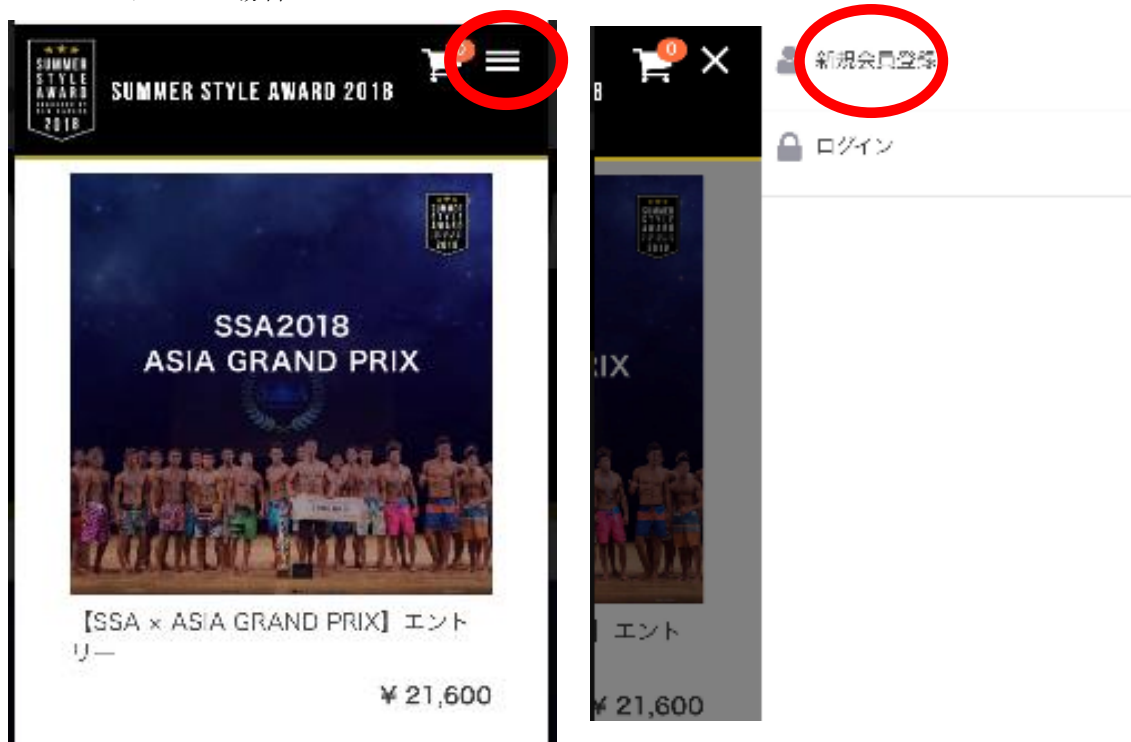 SUMMER
STYLE
AWARD
2018
SUMMER STYLE AWARD 2018
0
SSA2018
ASIA GRAND PRIX
【SSA × ASIA GRAND PRIX】エント
リー
¥ 21,600
8
0
RIX
】エント
¥ 21,600
新規会員登録
ログイン